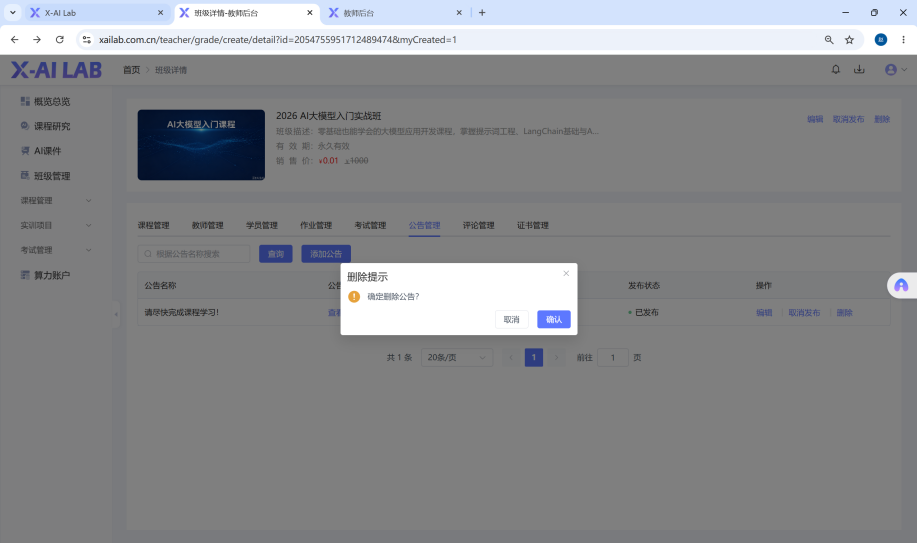 X-AI Lab
班级详情-教师后台
教师后台
xailab.com.cn/teacher/grade/create/detail?id=2054755951712489474&myCreated=1
X-AI LAB
首页 > 班级详情
概览总览
课程研究
AI课件
班级管理
课程管理
实训项目
考试管理
算力账户
AI大模型入门课程
2026 AI大模型入门实战班
班级描述: 零基础也能学会的大模型应用开发课程，掌握提示词工程、LangChain基础与A...
有 效 期: 永久有效
销 售 价: ¥0.01 ¥1000
编辑 取消发布 删除
课程管理 教师管理 学员管理 作业管理 考试管理 公告管理 评论管理 证书管理
根据公告名称搜索 查询 添加公告
公告名称 发布状态 操作
请尽快完成课程学习! 已发布 编辑 取消发布 删除
删除提示
确定删除公告?
取消 确认
共 1 条 20条/页 1 前往 1 页